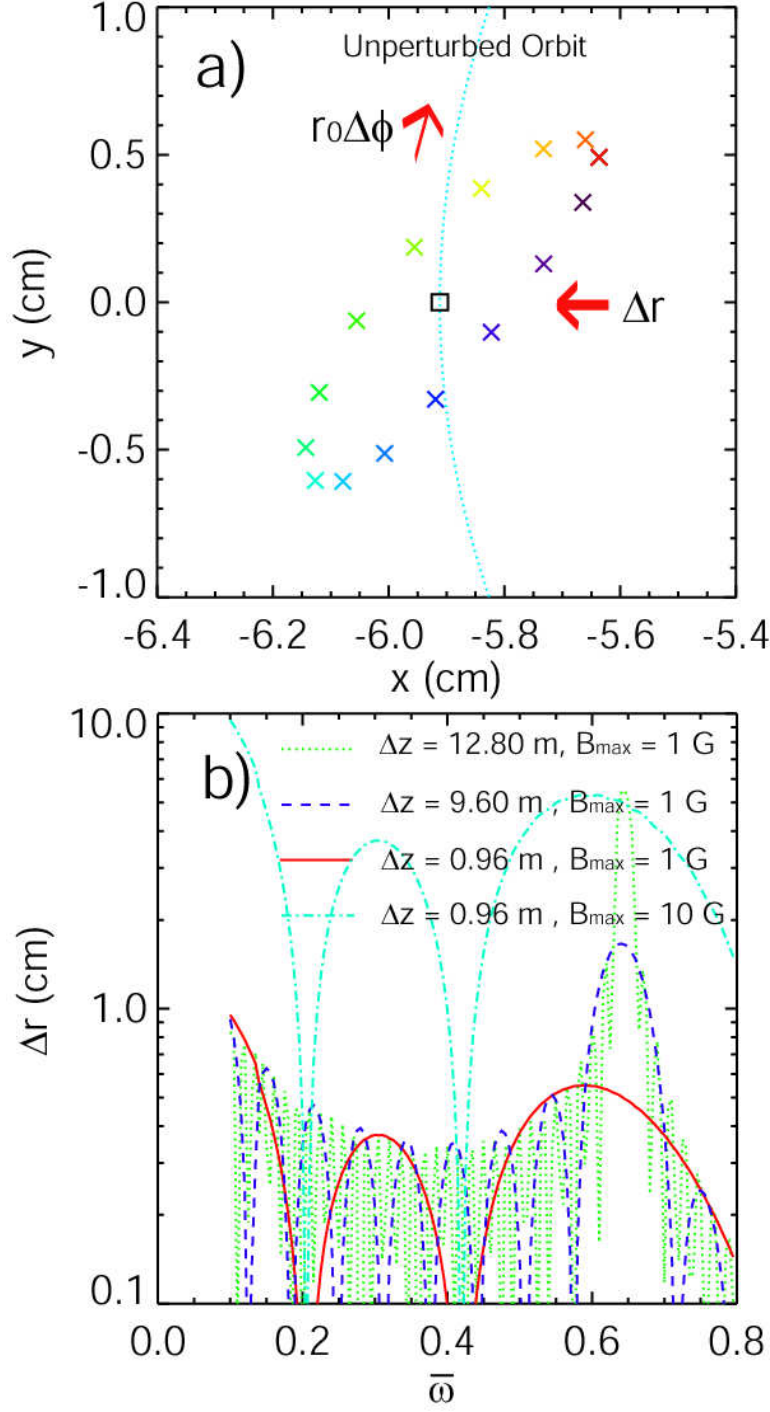 1.0
a)
Unperturbed Orbit
r₀Δϕ
0.5
0.0
Δr
y (cm)
-0.5
-1.0
-6.4 -6.2 -6.0 -5.8 -5.6 -5.4
x (cm)
10.0
b)
Δz = 12.80 m, Bmax = 1 G
Δz = 9.60 m , Bmax = 1 G
Δz = 0.96 m , Bmax = 1 G
Δz = 0.96 m , Bmax = 10 G
Δr (cm)
1.0
0.1
0.0 0.2 0.4 0.6 0.8
ω̅